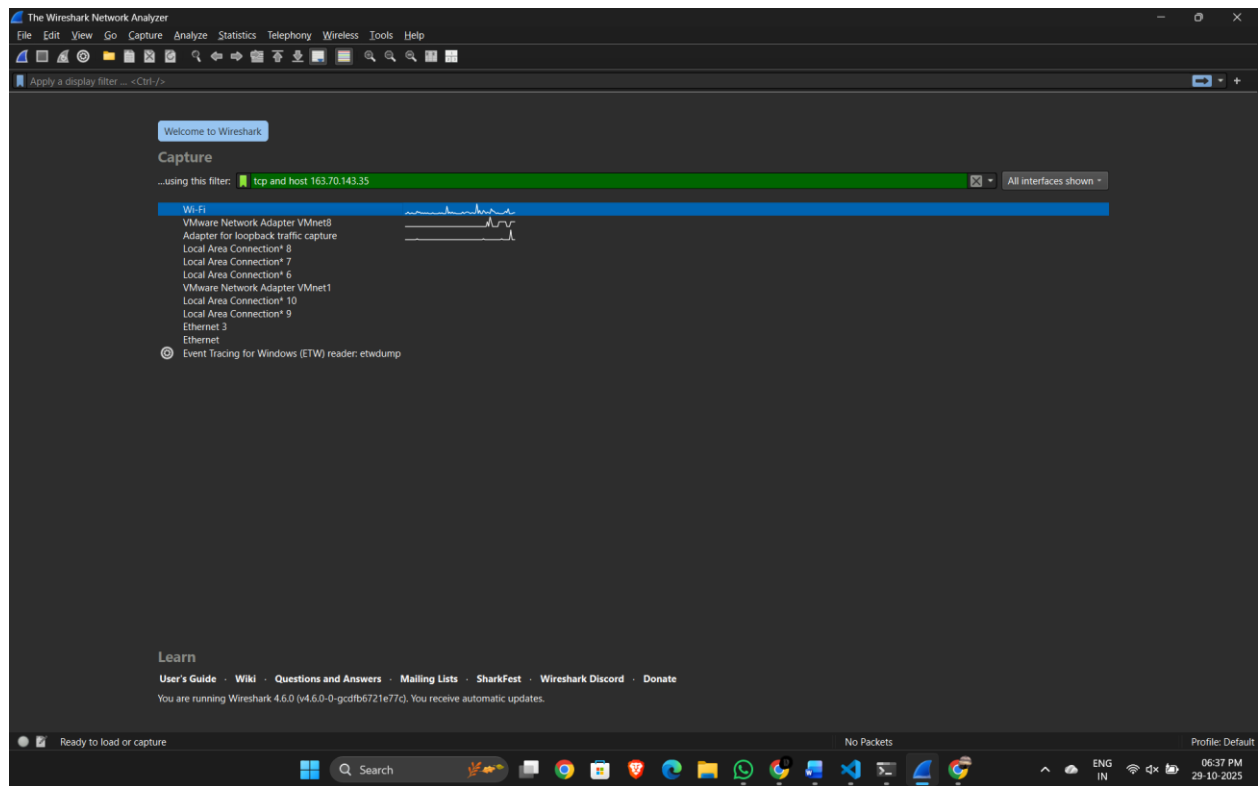 The Wireshark Network Analyzer
File Edit View Go Capture Analyze Statistics Telephony Wireless Tools Help
Apply a display filter ... <Ctrl-/>
Welcome to Wireshark
Capture
...using this filter: tcp and host 163.70.143.35 All interfaces shown
Wi-Fi
VMware Network Adapter VMnet8
Adapter for loopback traffic capture
Local Area Connection* 8
Local Area Connection* 7
Local Area Connection* 6
VMware Network Adapter VMnet1
Local Area Connection* 10
Local Area Connection* 9
Ethernet 3
Ethernet
Event Tracing for Windows (ETW) reader: etwdump
Learn
User's Guide · Wiki · Questions and Answers · Mailing Lists · SharkFest · Wireshark Discord · Donate
You are running Wireshark 4.6.0 (v4.6.0-0-gcdfb6721e77c). You receive automatic updates.
Ready to load or capture No Packets Profile: Default
Search ENG 06:37 PM
IN 29-10-2025